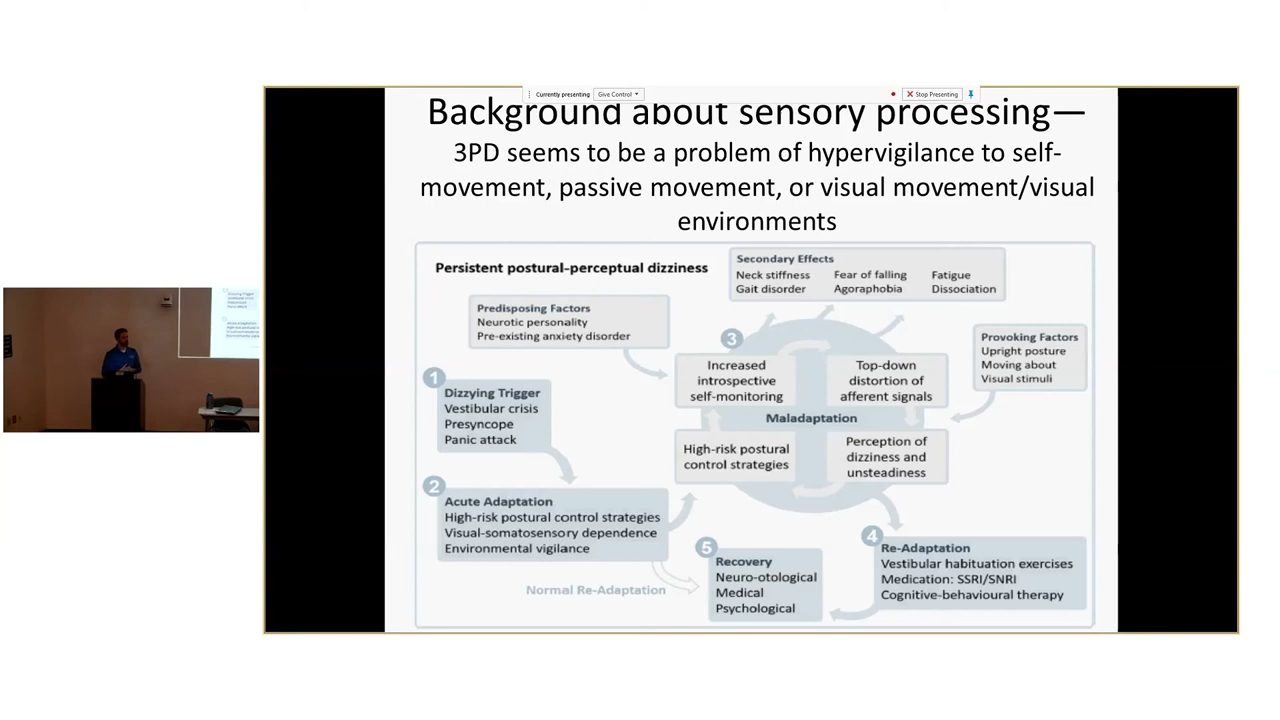 Currently presenting Give Control Stop Presenting
Background about sensory processing—
3PD seems to be a problem of hypervigilance to self-
movement, passive movement, or visual movement/visual
environments
Persistent postural-perceptual dizziness
Secondary Effects
Neck stiffness Fear of falling Fatigue
Gait disorder Agoraphobia Dissociation
Predisposing Factors
Neurotic personality
Pre-existing anxiety disorder
Provoking Factors
Upright posture
Moving about
Visual stimuli
1
Dizzying Trigger
Vestibular crisis
Presyncope
Panic attack
3
Increased
introspective
self-monitoring
Top-down
distortion of
afferent signals
Maladaptation
High-risk postural
control strategies
Perception of
dizziness and
unsteadiness
2
Acute Adaptation
High-risk postural control strategies
Visual-somatosensory dependence
Environmental vigilance
Normal Re-Adaptation
5
Recovery
Neuro-otological
Medical
Psychological
4
Re-Adaptation
Vestibular habituation exercises
Medication: SSRI/SNRI
Cognitive-behavioural therapy